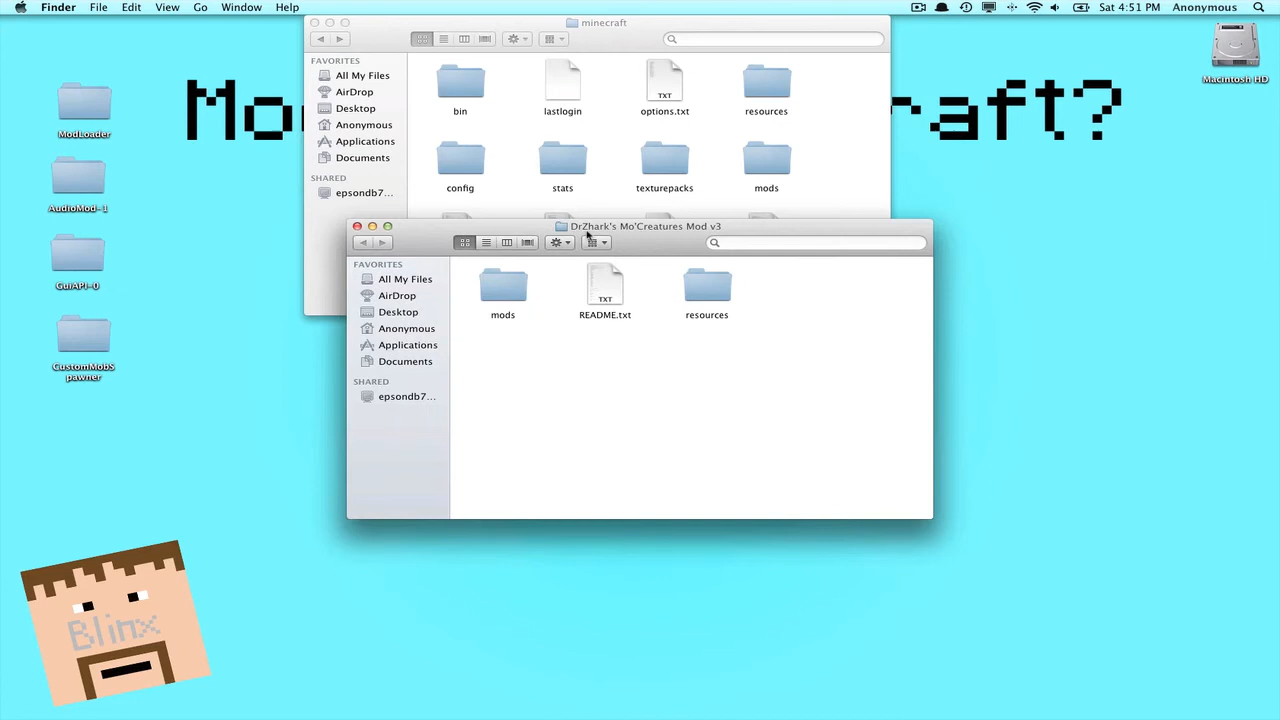 Finder File Edit View Go Window Help Sat 4:51 PM Anonymous
minecraft
FAVORITES
All My Files
AirDrop
Desktop
Anonymous
Applications
Documents
SHARED
epsondb7...
bin
lastlogin
TXT
options.txt
resources
config
stats
texturepacks
mods
Macintosh HD
Mo
raft?
ModLoader
AudioMod-1
GuiAPI-0
CustomMobS
pawner
DrZhark's Mo'Creatures Mod v3
FAVORITES
All My Files
AirDrop
Desktop
Anonymous
Applications
Documents
SHARED
epsondb7...
mods
TXT
README.txt
resources
Blinx